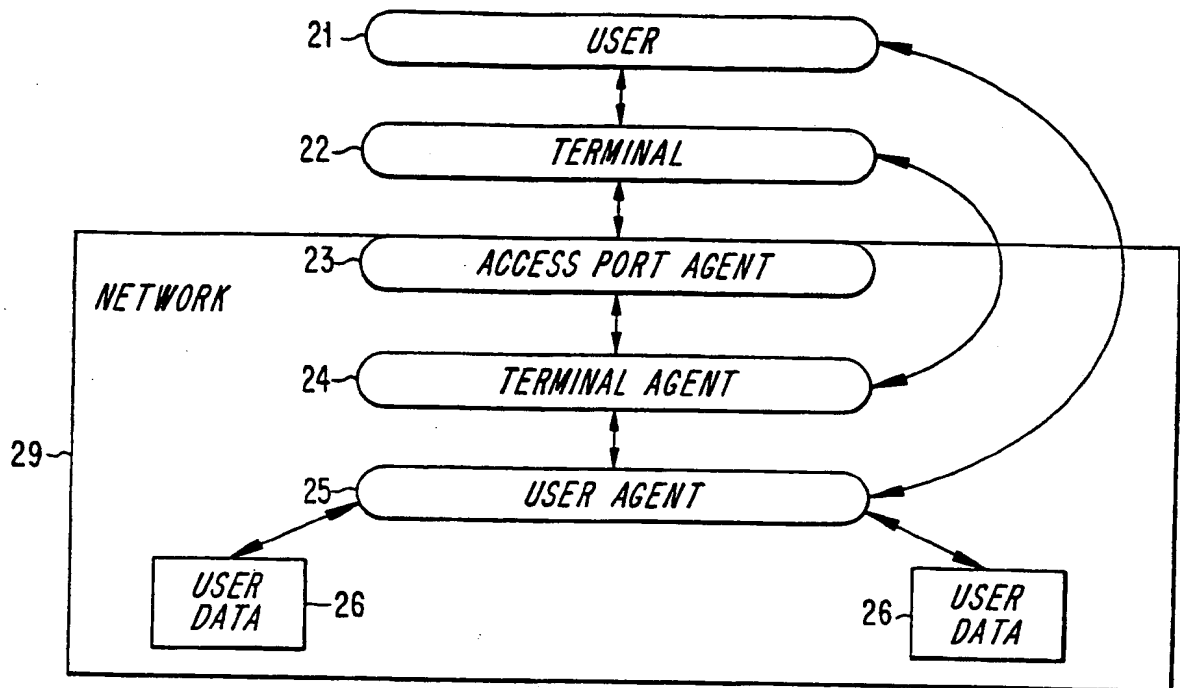 21 USER
22 TERMINAL
23 ACCESS PORT AGENT
NETWORK
24 TERMINAL AGENT
29
25 USER AGENT
USER
DATA
26
26
USER
DATA